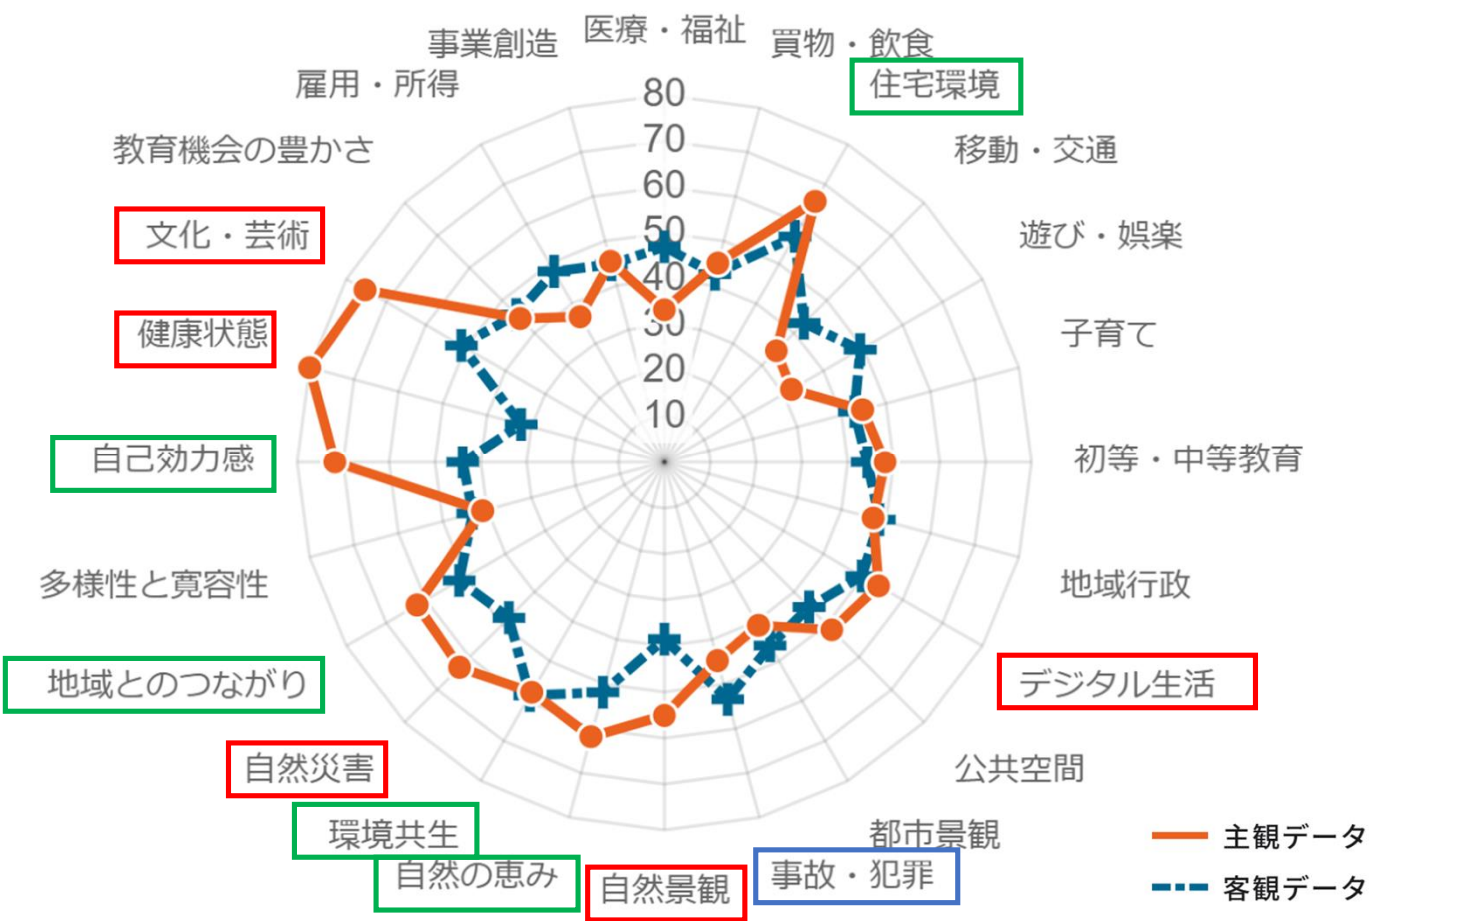 医療・福祉
買物・飲食
住宅環境
移動・交通
遊び・娯楽
子育て
初等・中等教育
地域行政
デジタル生活
公共空間
都市景観
事故・犯罪
自然景観
自然の恵み
環境共生
自然災害
地域とのつながり
多様性と寛容性
自己効力感
健康状態
文化・芸術
教育機会の豊かさ
雇用・所得
事業創造
80
70
60
50
40
30
20
10
主観データ
客観データ